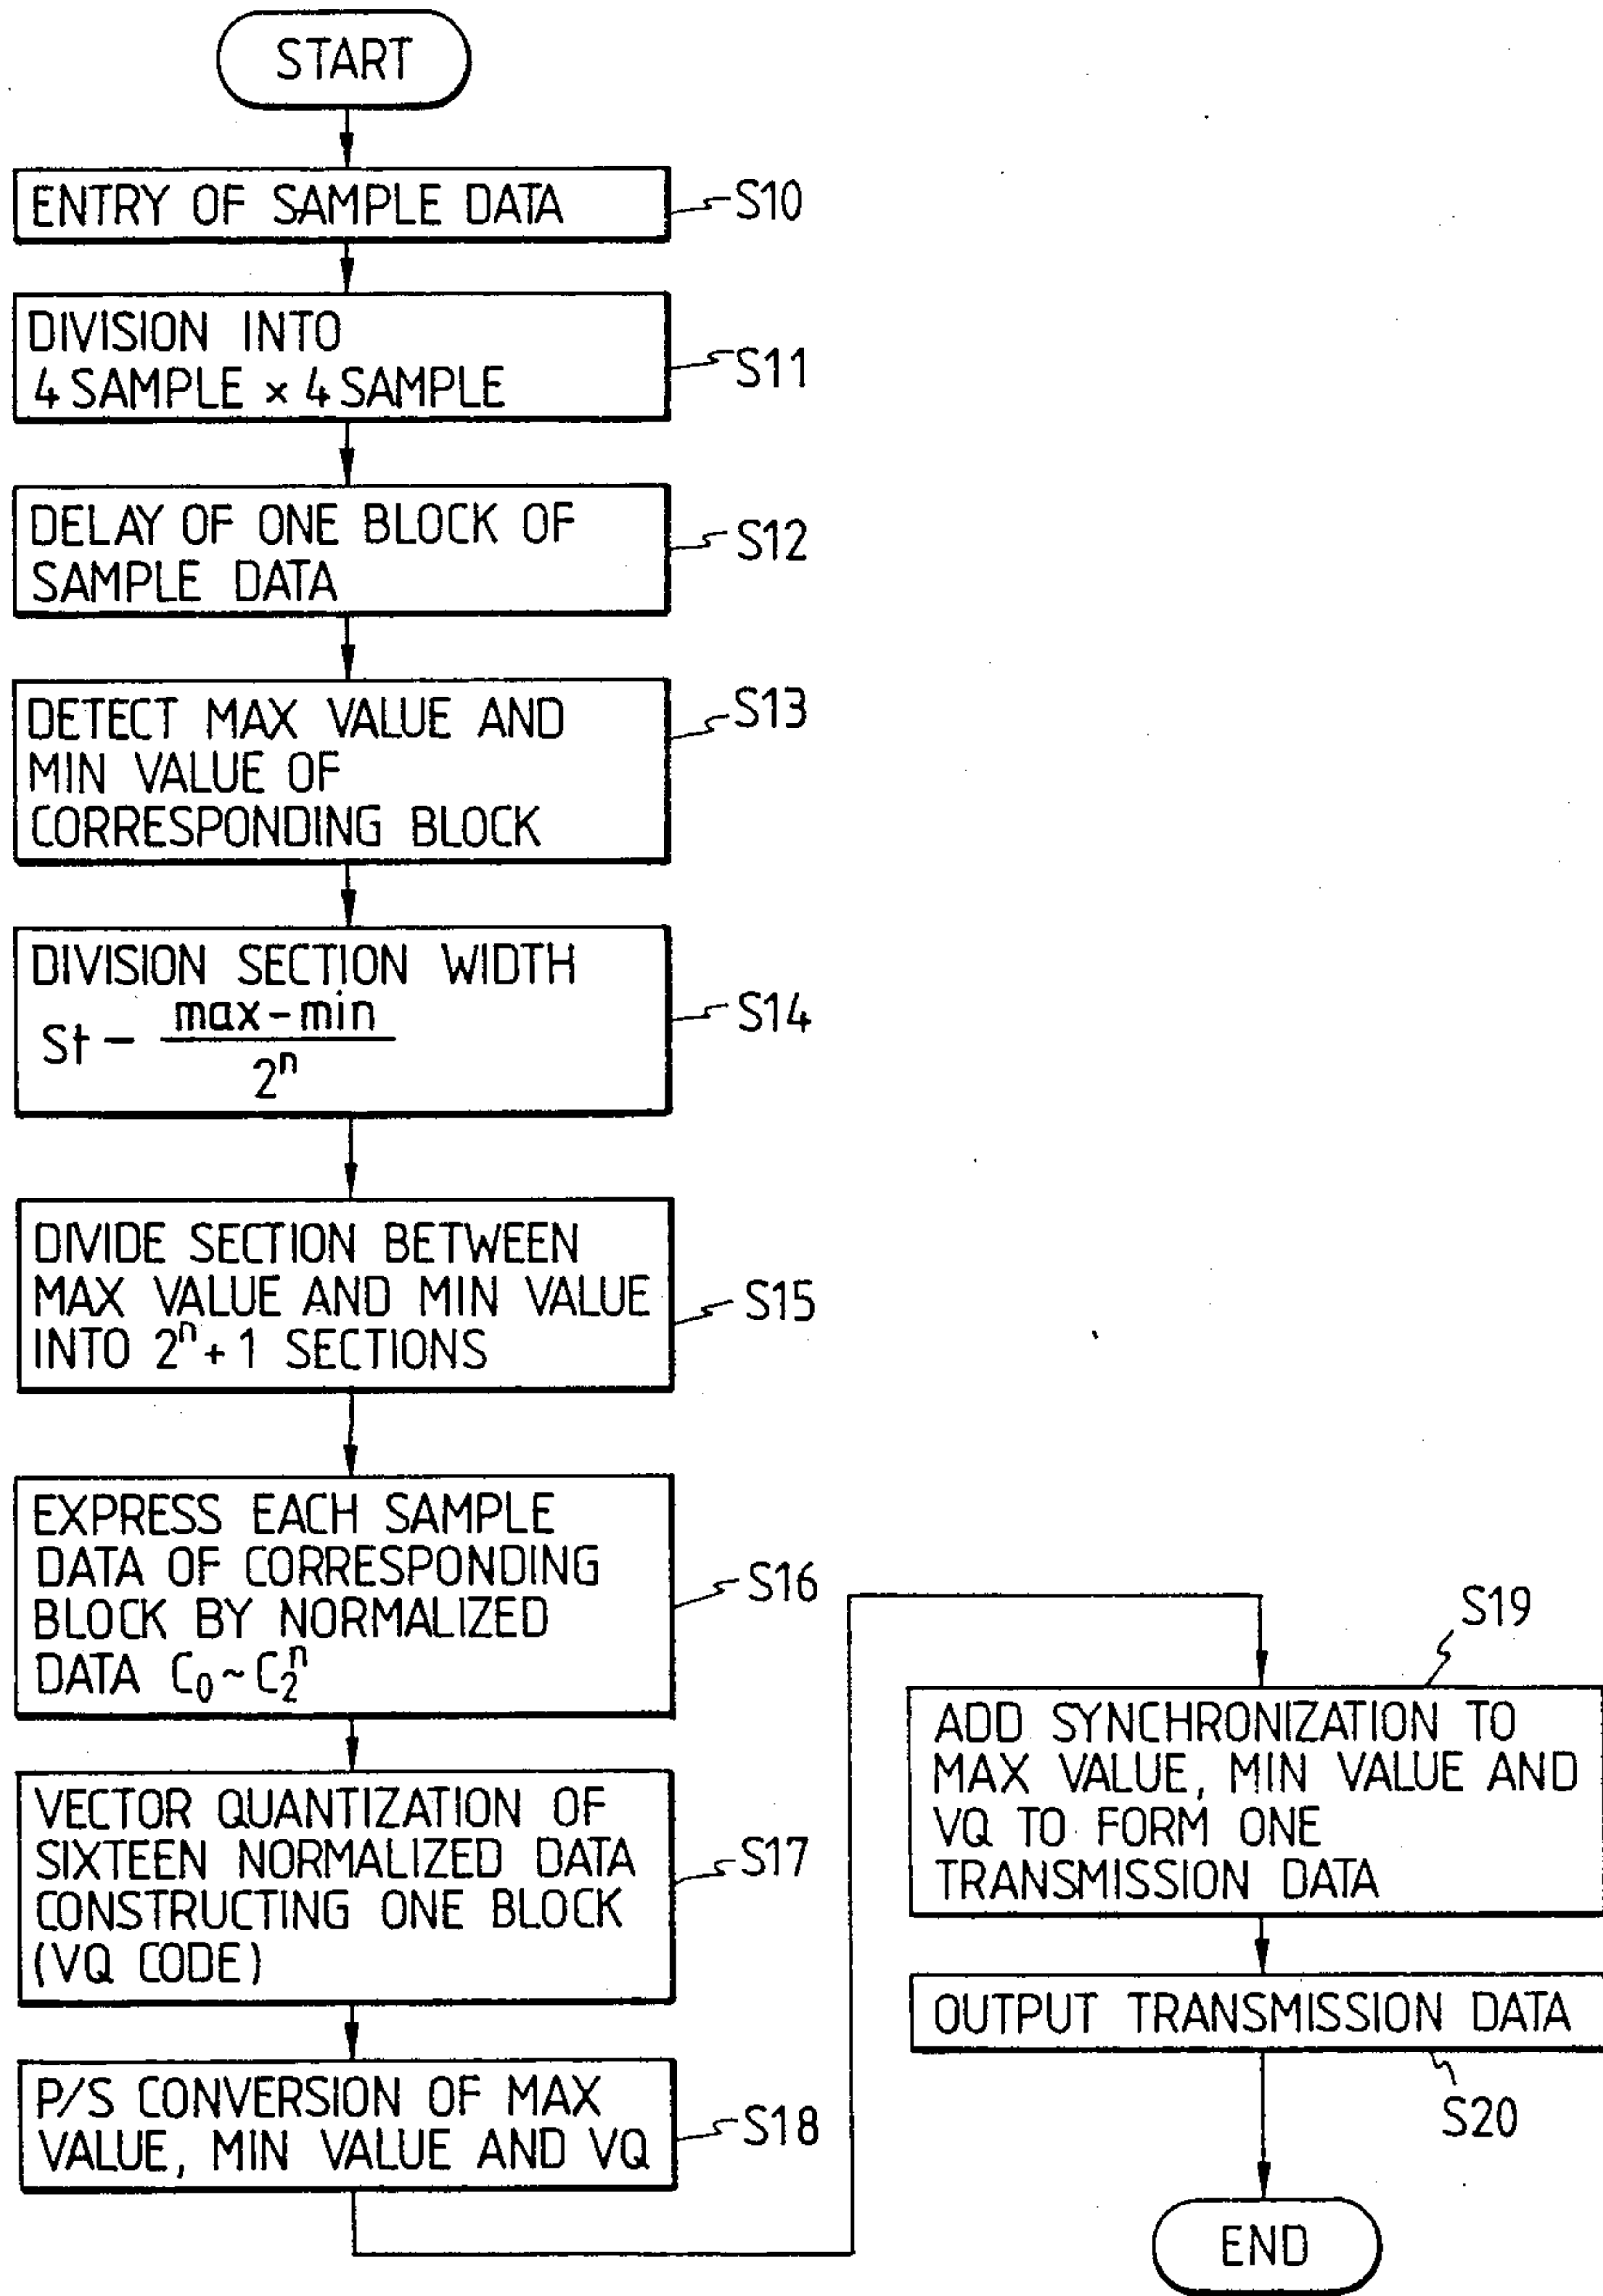 START
ENTRY OF SAMPLE DATA
S10
DIVISION INTO
4 SAMPLE × 4 SAMPLE
S11
DELAY OF ONE BLOCK OF
SAMPLE DATA
S12
DETECT MAX VALUE AND
MIN VALUE OF
CORRESPONDING BLOCK
S13
DIVISION SECTION WIDTH
St – max–min / 2ⁿ
S14
DIVIDE SECTION BETWEEN
MAX VALUE AND MIN VALUE
INTO 2ⁿ+1 SECTIONS
S15
EXPRESS EACH SAMPLE
DATA OF CORRESPONDING
BLOCK BY NORMALIZED
DATA C₀~C₂ⁿ
S16
VECTOR QUANTIZATION OF
SIXTEEN NORMALIZED DATA
CONSTRUCTING ONE BLOCK
(VQ CODE)
S17
P/S CONVERSION OF MAX
VALUE, MIN VALUE AND VQ
S18
S19
ADD SYNCHRONIZATION TO
MAX VALUE, MIN VALUE AND
VQ TO FORM ONE
TRANSMISSION DATA
OUTPUT TRANSMISSION DATA
S20
END